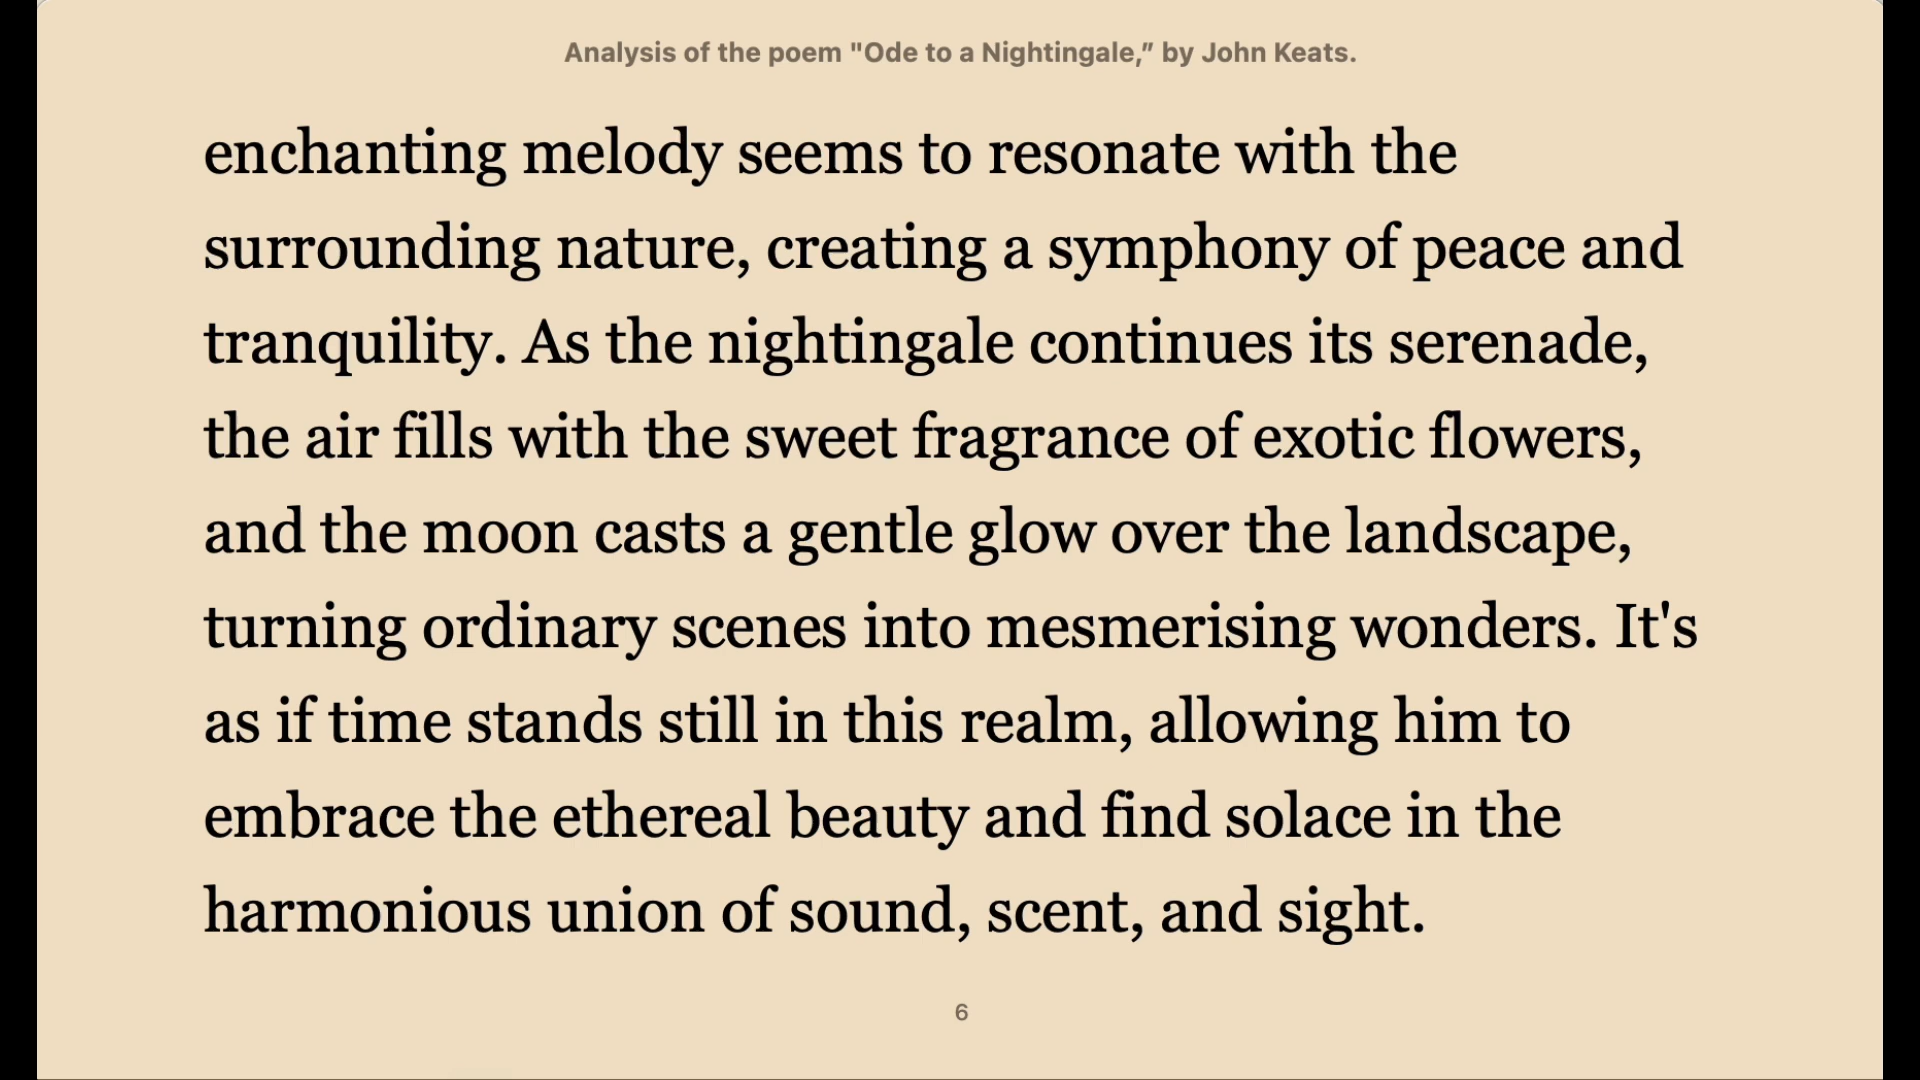 Analysis of the poem "Ode to a Nightingale,” by John Keats.
enchanting melody seems to resonate with the
surrounding nature, creating a symphony of peace and
tranquility. As the nightingale continues its serenade,
the air fills with the sweet fragrance of exotic flowers,
and the moon casts a gentle glow over the landscape,
turning ordinary scenes into mesmerising wonders. It's
as if time stands still in this realm, allowing him to
embrace the ethereal beauty and find solace in the
harmonious union of sound, scent, and sight.
6